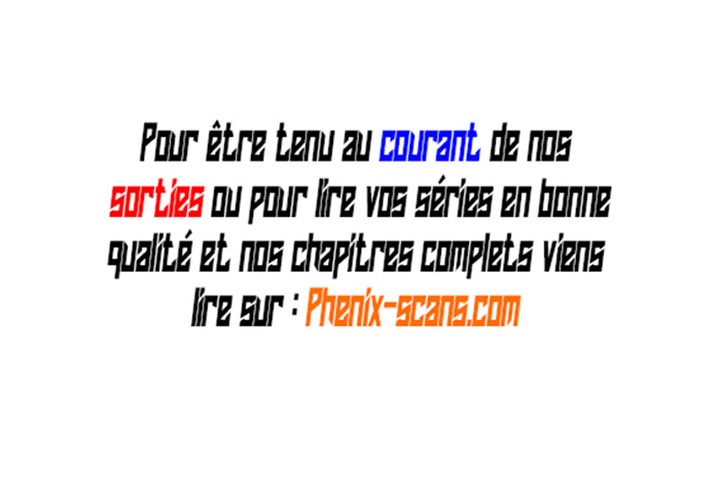 Pour être tenu au courant de nos
sorties ou pour lire vos séries en bonne
qualité et nos chapitres complets viens
lire sur : Phenix-scans.com